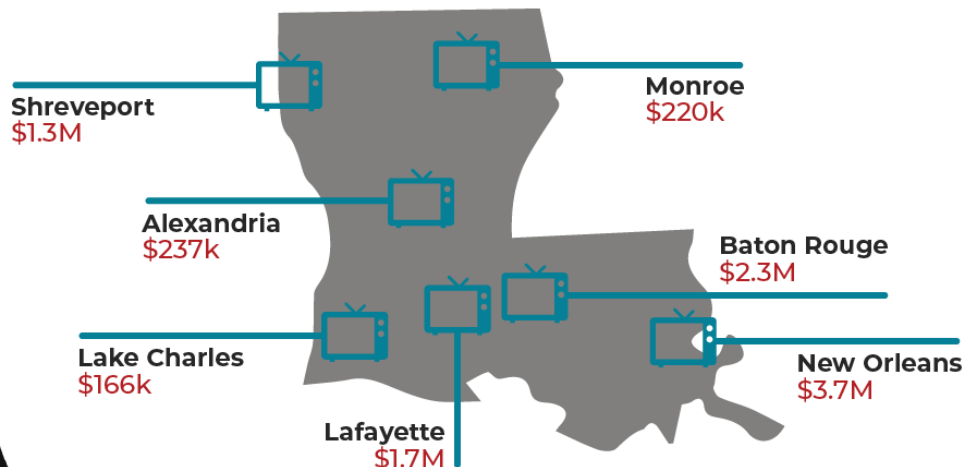 Shreveport
$1.3M
Monroe
$220k
Alexandria
$237k
Baton Rouge
$2.3M
Lake Charles
$166k
New Orleans
$3.7M
Lafayette
$1.7M